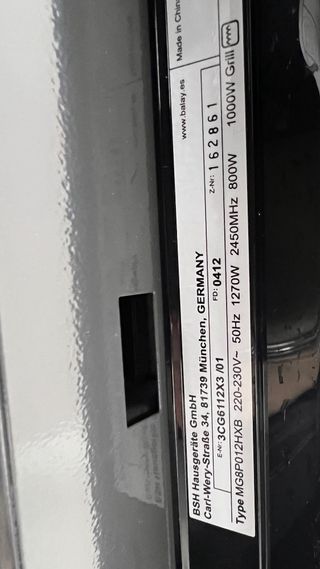 BSH Hausgeräte GmbH www.balay.es Made in China
Carl-Wery-Straße 34, 81739 München, GERMANY
E-Nr: 3CG6112X3 /01 FD: 0412 Z-Nr: 162861
Type MG8P012HXB 220-230V~ 50Hz 1270W 2450MHz 800W 1000W Grill